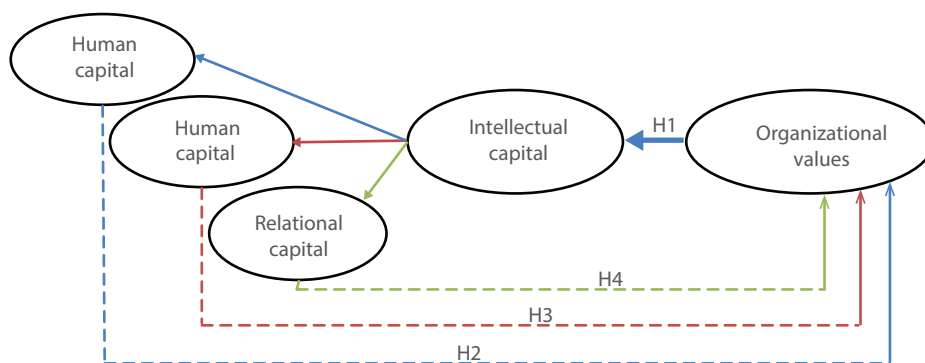 Human
capital
Human
capital
Relational
capital
Intellectual
capital
H1
Organizational
values
H4
H3
H2